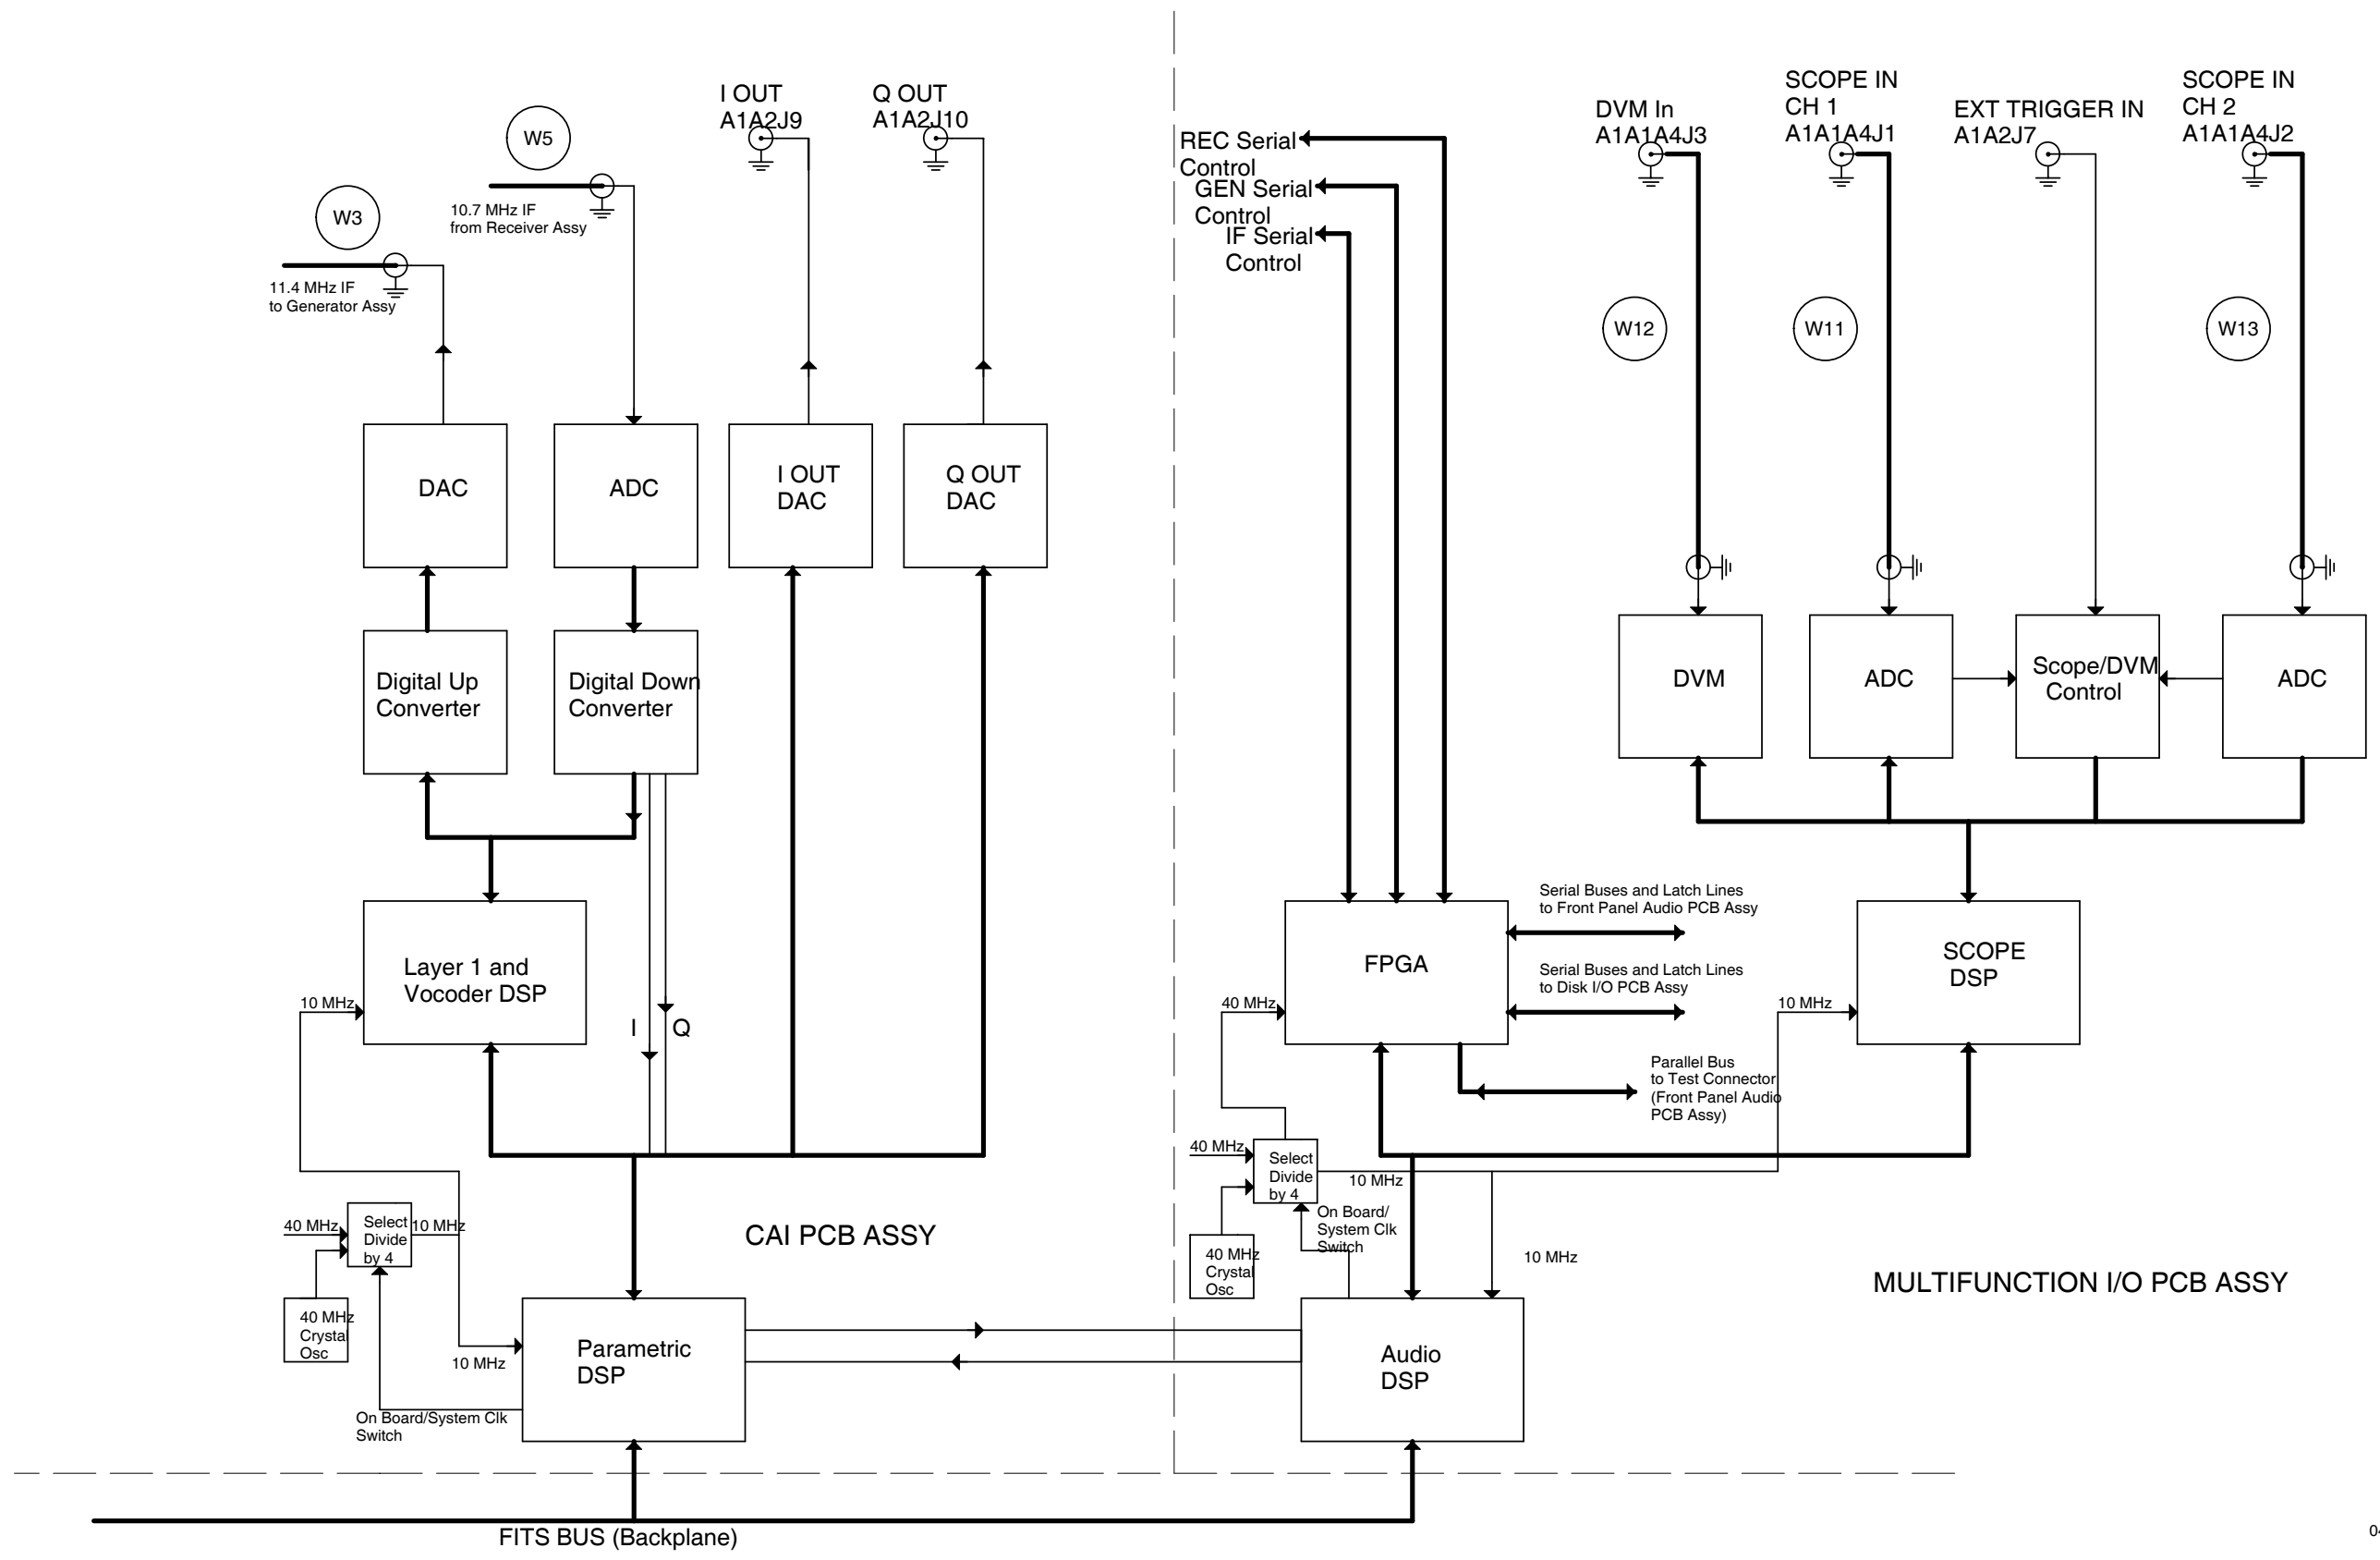 I OUT
A1A2J9
Q OUT
A1A2J10
W5
10.7 MHz IF
from Receiver Assy
W3
11.4 MHz IF
to Generator Assy
REC Serial
Control
GEN Serial
Control
IF Serial
Control
DVM In
A1A1A4J3
SCOPE IN
CH 1
A1A1A4J1
EXT TRIGGER IN
A1A2J7
SCOPE IN
CH 2
A1A1A4J2
W12
W11
W13
DAC
ADC
I OUT
DAC
Q OUT
DAC
Digital Up
Converter
Digital Down
Converter
DVM
ADC
Scope/DVM
Control
ADC
Layer 1 and
Vocoder DSP
10 MHz
I
Q
FPGA
40 MHz
Serial Buses and Latch Lines
to Front Panel Audio PCB Assy
Serial Buses and Latch Lines
to Disk I/O PCB Assy
Parallel Bus
to Test Connector
(Front Panel Audio
PCB Assy)
10 MHz
SCOPE
DSP
40 MHz
Select
Divide
by 4
10 MHz
40 MHz
Crystal
Osc
10 MHz
On Board/System Clk
Switch
CAI PCB ASSY
Parametric
DSP
40 MHz
Select
Divide
by 4
10 MHz
On Board/
System Clk
Switch
40 MHz
Crystal
Osc
10 MHz
Audio
DSP
MULTIFUNCTION I/O PCB ASSY
FITS BUS (Backplane)